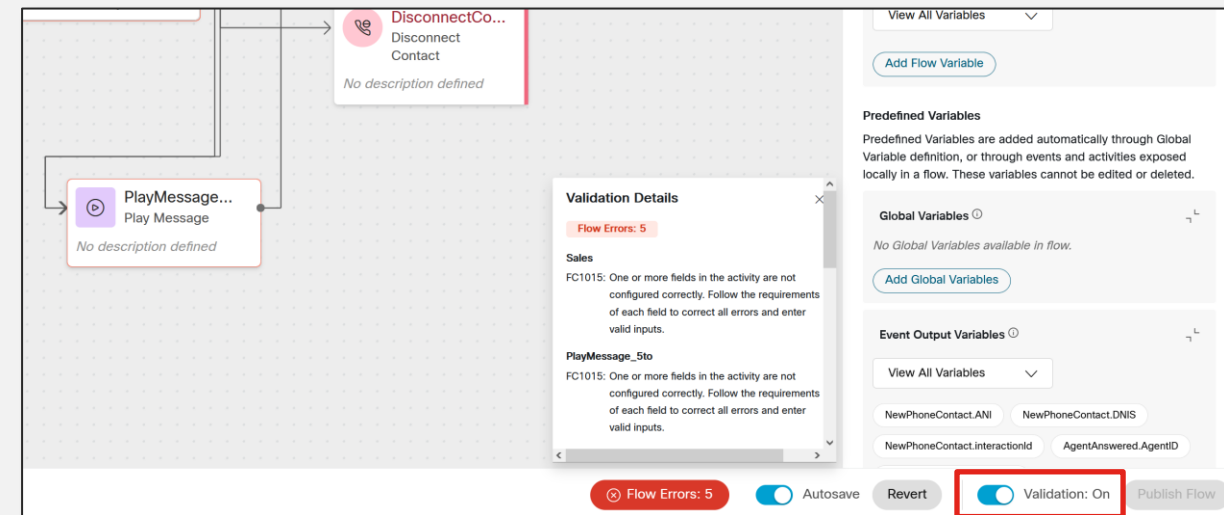 DisconnectCo...
Disconnect
Contact
No description defined
PlayMessage...
Play Message
No description defined
Validation Details
Flow Errors: 5
Sales
FC1015: One or more fields in the activity are not
configured correctly. Follow the requirements
of each field to correct all errors and enter
valid inputs.
PlayMessage_5to
FC1015: One or more fields in the activity are not
configured correctly. Follow the requirements
of each field to correct all errors and enter
valid inputs.
View All Variables
Add Flow Variable
Predefined Variables
Predefined Variables are added automatically through Global
Variable definition, or through events and activities exposed
locally in a flow. These variables cannot be edited or deleted.
Global Variables
No Global Variables available in flow.
Add Global Variables
Event Output Variables
View All Variables
NewPhoneContact.ANI NewPhoneContact.DNIS
NewPhoneContact.interactionId AgentAnswered.AgentID
Flow Errors: 5 Autosave Revert Validation: On Publish Flow